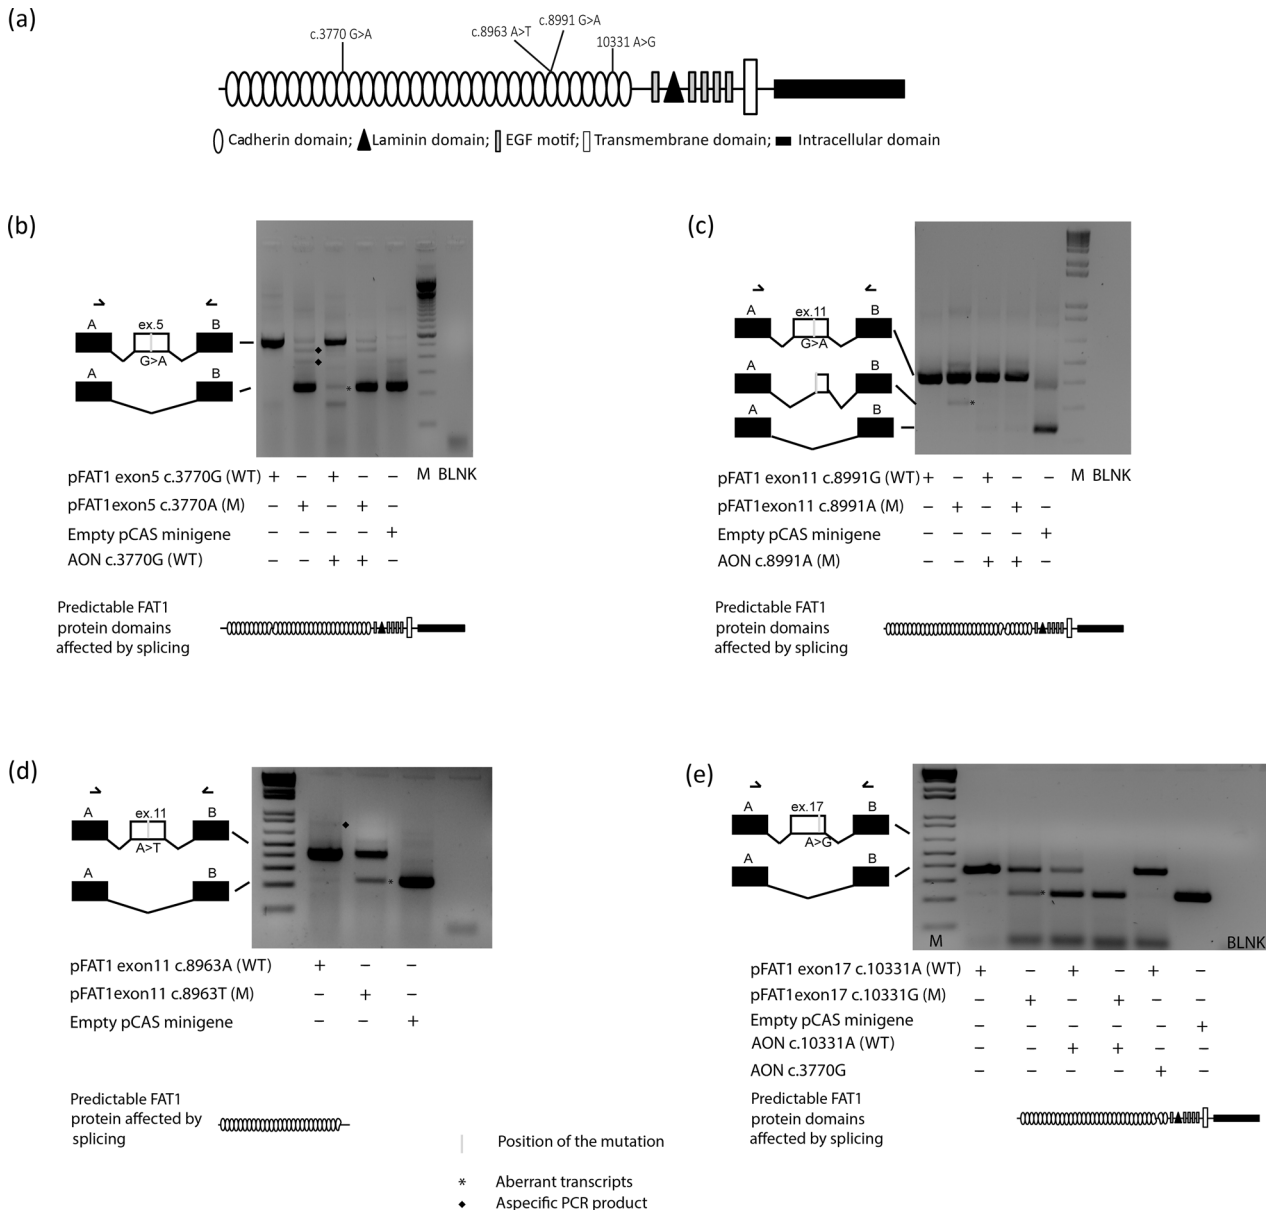 (a)
c.3770 G>A
c.8963 A>T
c.8991 G>A
10331 A>G
Cadherin domain; Laminin domain; EGF motif; Transmembrane domain; Intracellular domain
(b)
A ex.5 B
G>A
A B
pFAT1 exon5 c.3770G (WT) + − + − − M BLNK
pFAT1exon5 c.3770A (M) − + − + −
Empty pCAS minigene − − − − +
AON c.3770G (WT) − − + + −
Predictable FAT1
protein domains
affected by splicing
(c)
A ex.11 B
G>A
A B
A B
*
pFAT1 exon11 c.8991G (WT) + − + − − M BLNK
pFAT1exon11 c.8991A (M) − + − + −
Empty pCAS minigene − − − − +
AON c.8991A (M) − − + + −
Predictable FAT1
protein domains
affected by splicing
(d)
A ex.11 B
A>T
A B
pFAT1 exon11 c.8963A (WT) + − −
pFAT1exon11 c.8963T (M) − + −
Empty pCAS minigene − − +
Predictable FAT1
protein affected by
splicing
(e)
A ex.17 B
A>G
A B
M BLNK
pFAT1 exon17 c.10331A (WT) + − + − + −
pFAT1exon17 c.10331G (M) − + − + − −
Empty pCAS minigene − − − − − +
AON c.10331A (WT) − − + + − −
AON c.3770G − − − − + −
Predictable FAT1
protein domains
affected by splicing
Position of the mutation
* Aberrant transcripts
◆ Aspecific PCR product